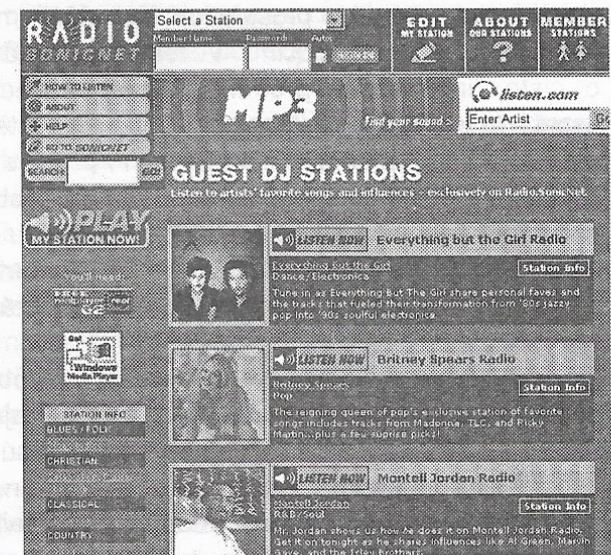 RADIO
SONICNET
Select a Station
Member Name:
Password:
Auto:
EDIT
MY STATION
ABOUT
OUR STATIONS
?
MEMBER
STATIONS
HOW TO LISTEN
ABOUT
HELP
GO TO SONICNET
SEARCH:
GO!
MP3
Find your sound >
listen.com
Enter Artist
GUEST DJ STATIONS
Listen to artists' favorite songs and influences - exclusively on Radio.SonicNet.
PLAY
MY STATION NOW!
You'll need:
FREE
realplayer
G2
real
Get
Windows
Media Player
STATION INFO
BLUES / FOLK
CHRISTIAN
CLASSICAL
COUNTRY
LISTEN NOW Everything but the Girl Radio
Everything But the Girl
Dance/Electronica
Station Info
Tune in as Everything But The Girl share personal faves and
the tracks that fueled their transformation from '80s jazzy
pop into '90s soulful electronica.
LISTEN NOW Britney Spears Radio
Britney Spears
Pop
Station Info
The reigning queen of pop's exclusive station of favorite
songs includes tracks from Madonna, TLC, and Ricky
Martin...plus a few suprise picks!
LISTEN NOW Montell Jordan Radio
Montell Jordan
R&B/Soul
Station Info
Mr. Jordan shows us how he does it on Montell Jordan Radio.
Get it on tonight as he shares influences like Al Green, Marvin
Gaye, and the Isley Brothers.